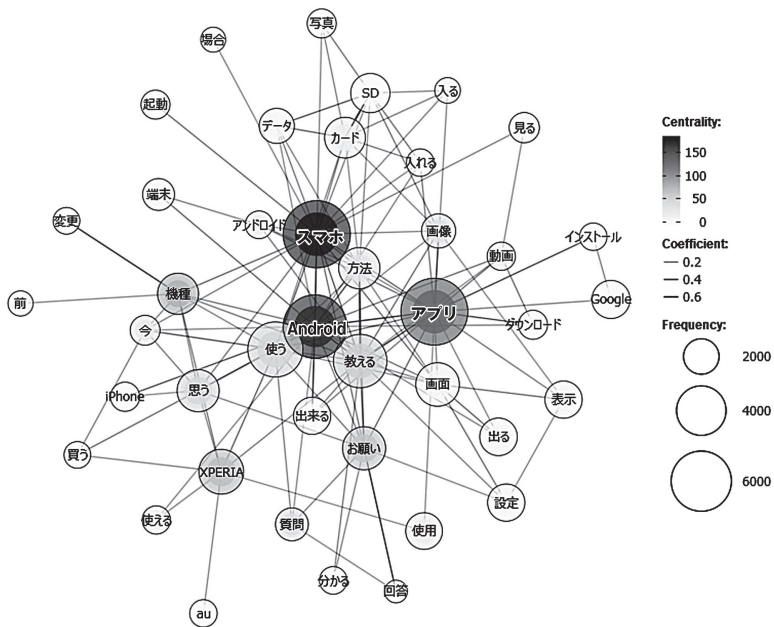 写真
場合
SD
入る
起動
データ
カード
見る
入れる
端末
アンドロイド
スマホ
画像
変更
方法
動画
インストール
機種
前
Google
今
Android
アプリ
ダウンロード
使う
教える
iPhone
思う
出来る
画面
表示
買う
お願い
出る
XPERIA
設定
使える
質問
使用
分かる
回答
au
Centrality:
150
100
50
0
Coefficient:
0.2
0.4
0.6
Frequency:
2000
4000
6000